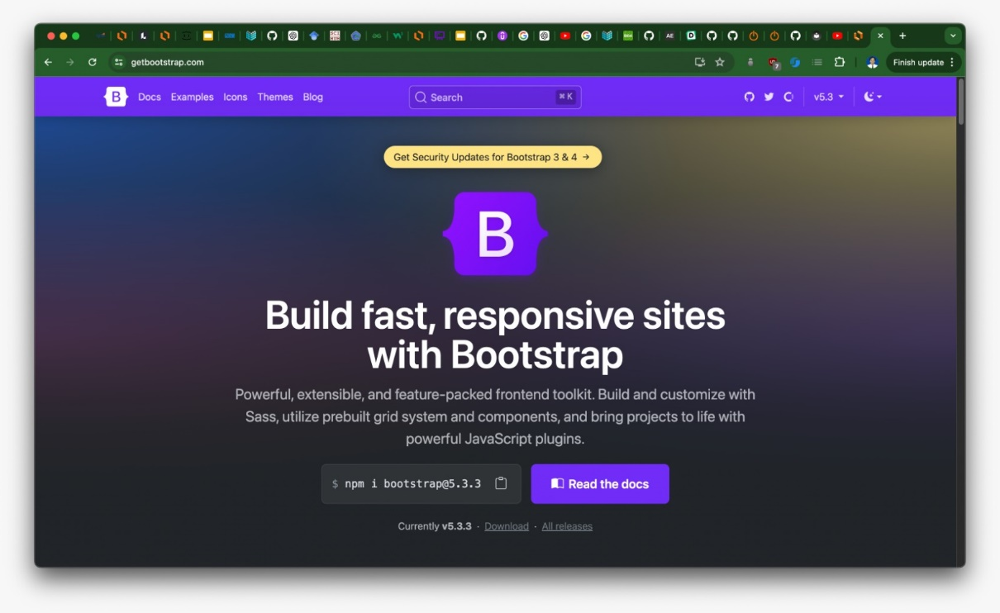 getbootstrap.com
Finish update
B Docs Examples Icons Themes Blog
Search ⌘ K
v5.3
Get Security Updates for Bootstrap 3 & 4 →
B
Build fast, responsive sites
with Bootstrap
Powerful, extensible, and feature-packed frontend toolkit. Build and customize with
Sass, utilize prebuilt grid system and components, and bring projects to life with
powerful JavaScript plugins.
$ npm i bootstrap@5.3.3
Read the docs
Currently v5.3.3 · Download · All releases